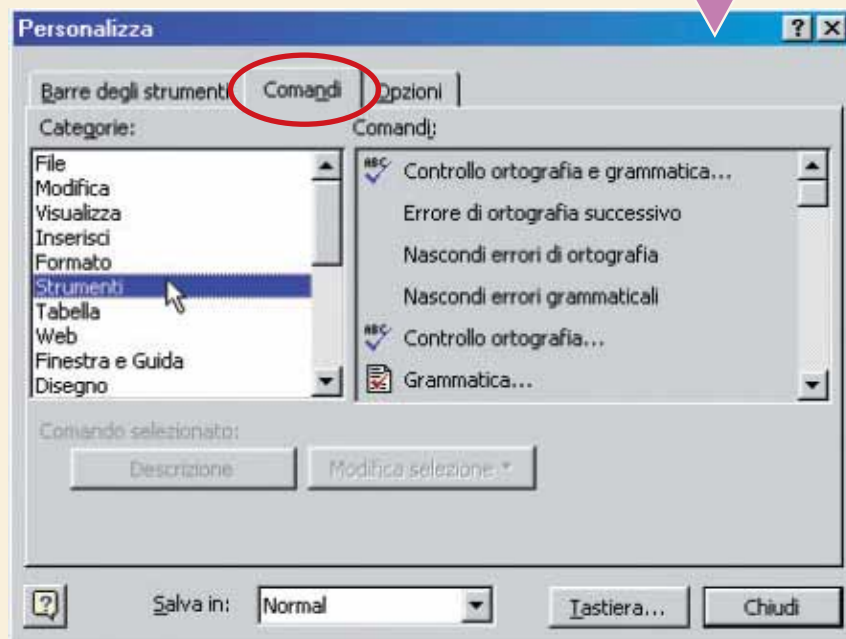 Personalizza
Barre degli strumenti Comandi Opzioni
Categorie: Comandi:
File
Modifica
Visualizza
Inserisci
Formato
Strumenti
Tabella
Web
Finestra e Guida
Disegno
ABC Controllo ortografia e grammatica...
Errore di ortografia successivo
Nascondi errori di ortografia
Nascondi errori grammaticali
ABC Controllo ortografia...
Grammatica...
Comando selezionato:
Descrizione Modifica selezione
Salva in: Normal Tastiera... Chiudi